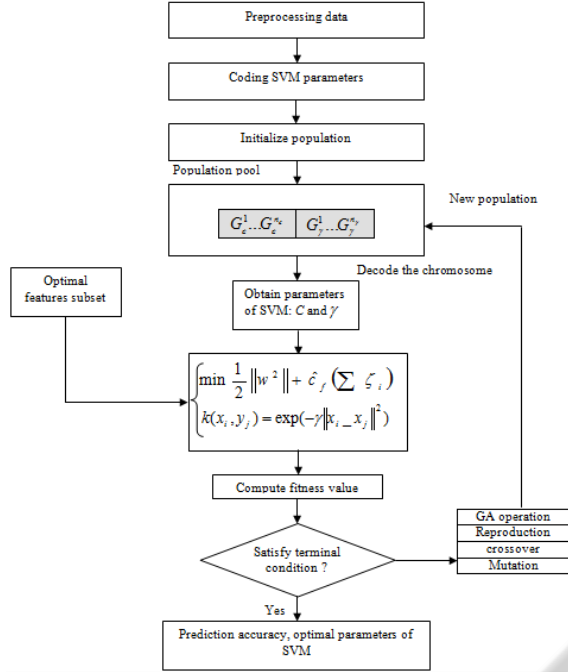 Preprocessing data
Coding SVM parameters
Initialize population
Population pool
New population
G_c^1...G_c^{n_c} G_γ^1...G_γ^{n_γ}
Decode the chromosome
Optimal
features subset
Obtain parameters
of SVM: C and γ
min 1/2 ‖w^2‖ + ĉ_f (∑ ζ_i)
k(x_i, y_j) = exp(-γ‖x_i _ x_j‖^2)
Compute fitness value
GA operation
Reproduction
crossover
Mutation
Satisfy terminal
condition ?
Yes
Prediction accuracy, optimal parameters of
SVM